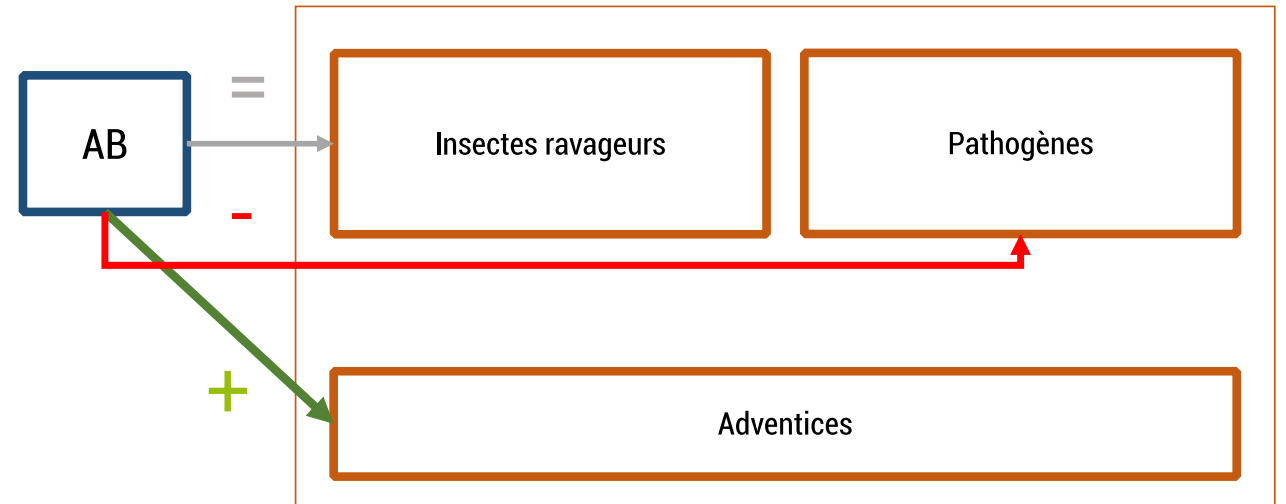 =
AB
Insectes ravageurs
Pathogènes
-
+
Adventices